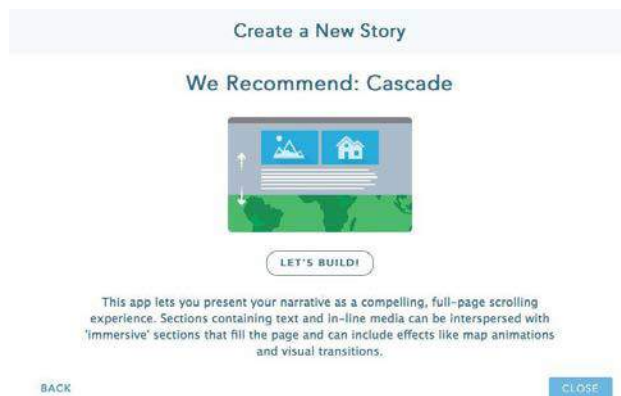 Create a New Story
We Recommend: Cascade
LET'S BUILD!
This app lets you present your narrative as a compelling, full-page scrolling
experience. Sections containing text and in-line media can be interspersed with
'immersive' sections that fill the page and can include effects like map animations
and visual transitions.
BACK
CLOSE